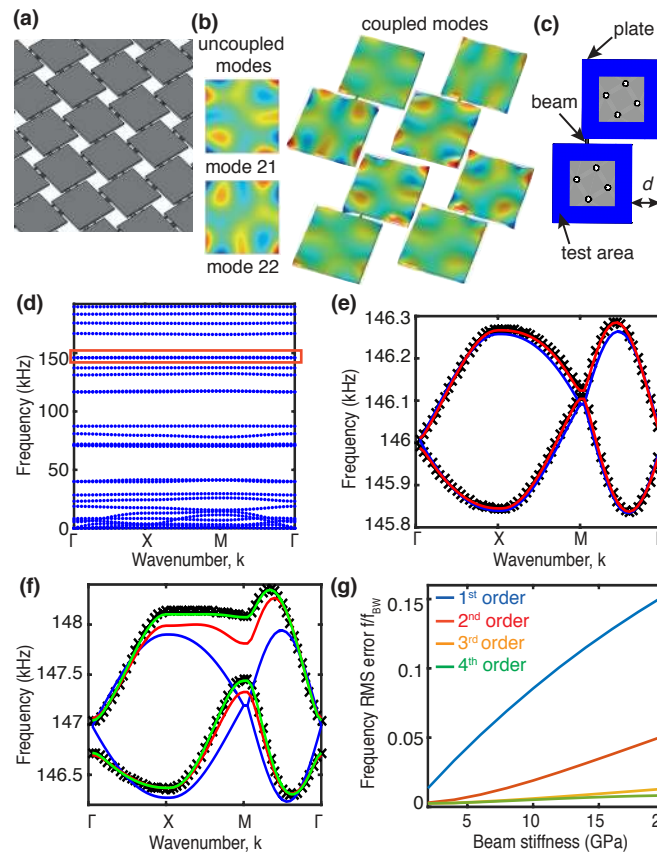 (a)
(b)
uncoupled
modes
coupled modes
mode 21
mode 22
(c)
plate
beam
d
test area
(d)
Frequency (kHz)
150
100
50
0
Γ X M Γ
Wavenumber, k
(e)
Frequency (kHz)
146.3
146.2
146.1
146
145.9
145.8
Γ X M
Wavenumber, k
(f)
Frequency (kHz)
148
147.5
147
146.5
Γ X M Γ
Wavenumber, k
(g)
Frequency RMS error f/fBW
0.15
0.1
0.05
0
1st order
2nd order
3rd order
4th order
5 10 15 20
Beam stiffness (GPa)